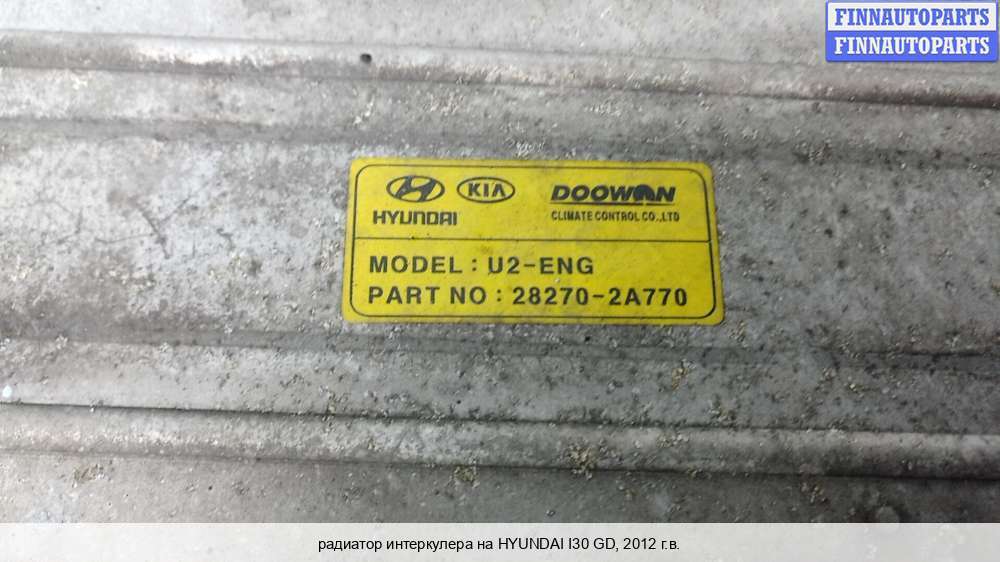 FINNAUTOPARTS
FINNAUTOPARTS
HYUNDAI KIA DOOWON
CLIMATE CONTROL CO.,LTD
MODEL : U2-ENG
PART NO : 28270-2A770
радиатор интеркулера на HYUNDAI I30 GD, 2012 г.в.